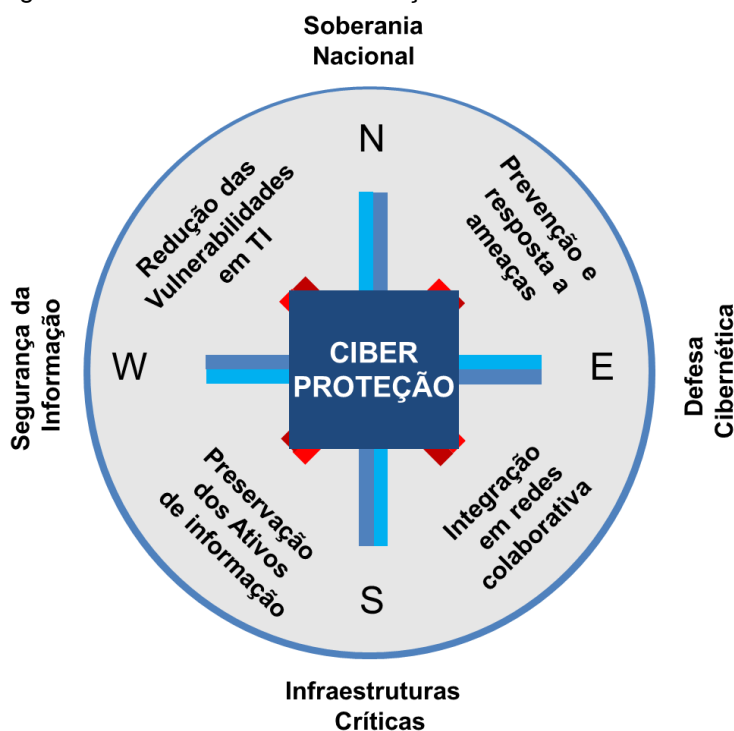 Soberania
Nacional
N
Redução das
Vulnerabilidades
em TI
Prevenção e
resposta a
ameaças
Segurança da
Informação
W
CIBER
PROTEÇÃO
E
Defesa
Cibernética
Preservação
dos Ativos
de informação
Integração
em redes
colaborativa
S
Infraestruturas
Críticas